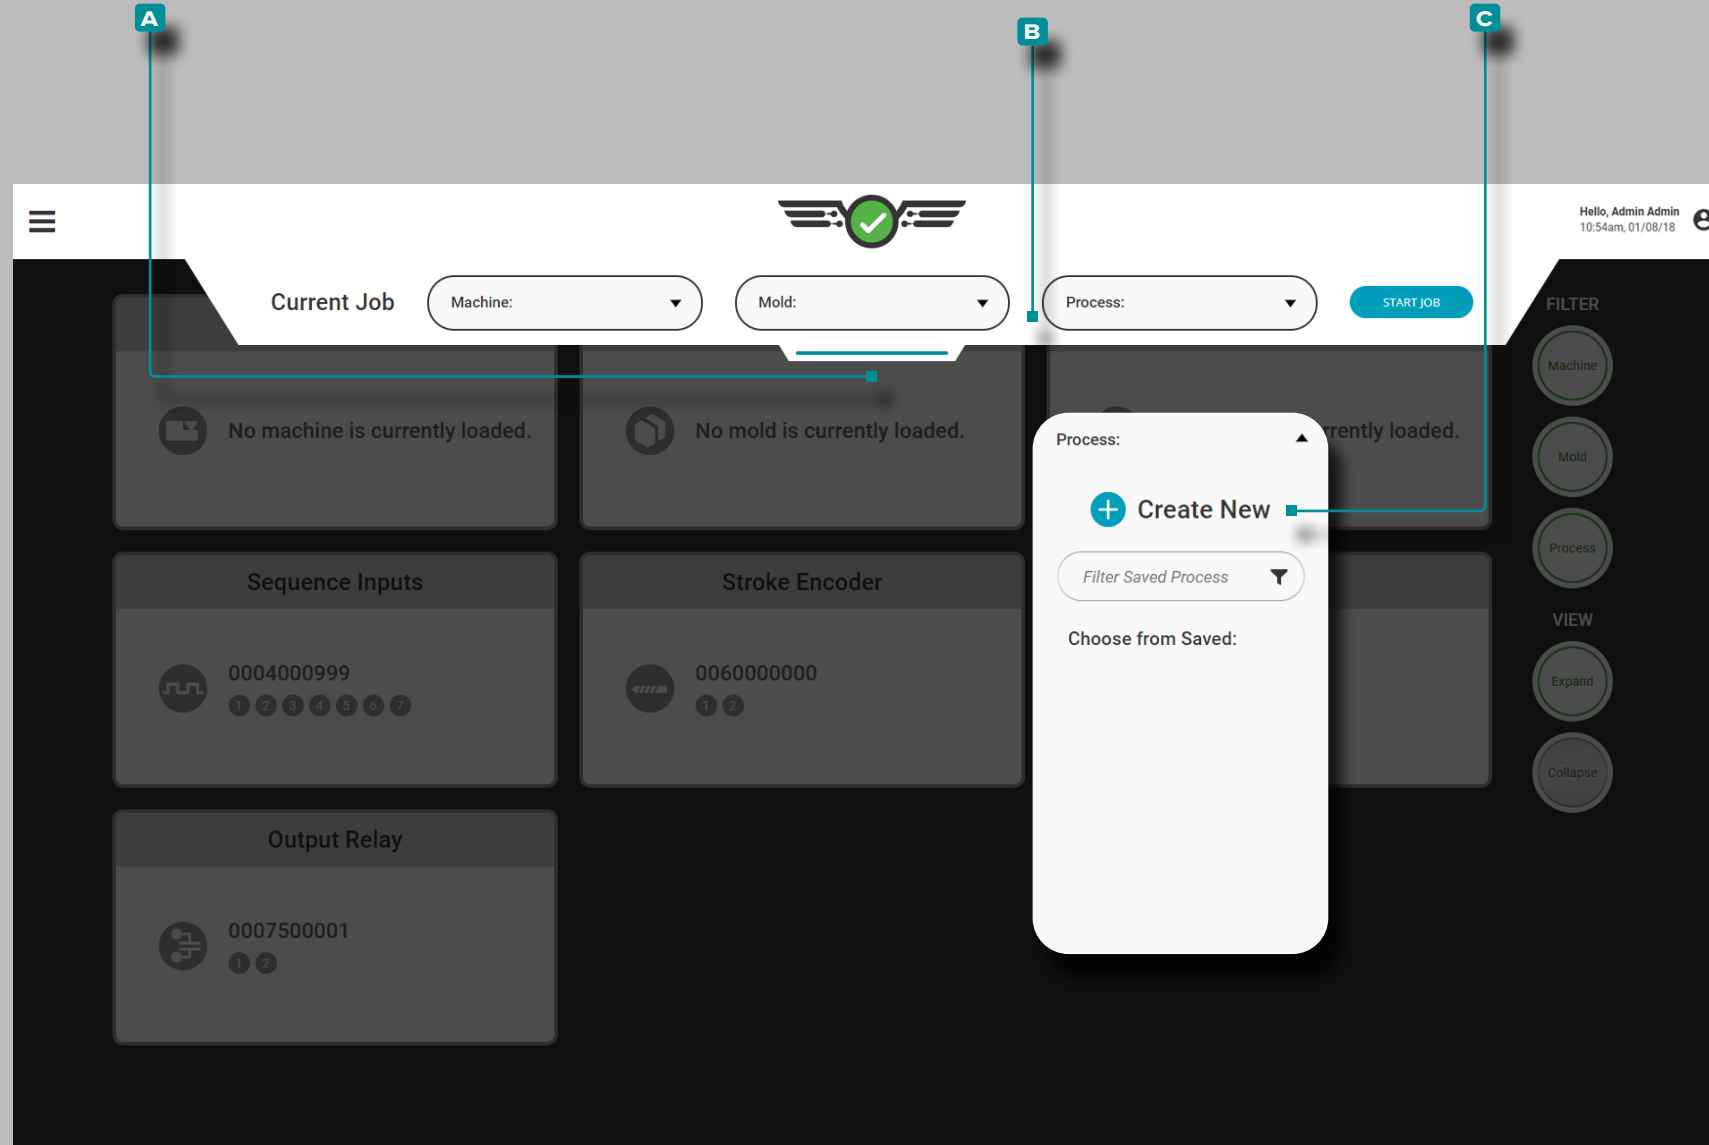 A
B
C
Hello, Admin Admin
10:54am, 01/08/18
Current Job
Machine:
Mold:
Process:
START JOB
FILTER
Machine
Mold
Process
VIEW
Expand
Collapse
No machine is currently loaded.
No mold is currently loaded.
rrently loaded.
Process:
Create New
Filter Saved Process
Choose from Saved:
Sequence Inputs
0004000999
1 2 3 4 5 6 7
Stroke Encoder
0060000000
1 2
Output Relay
0007500001
1 2